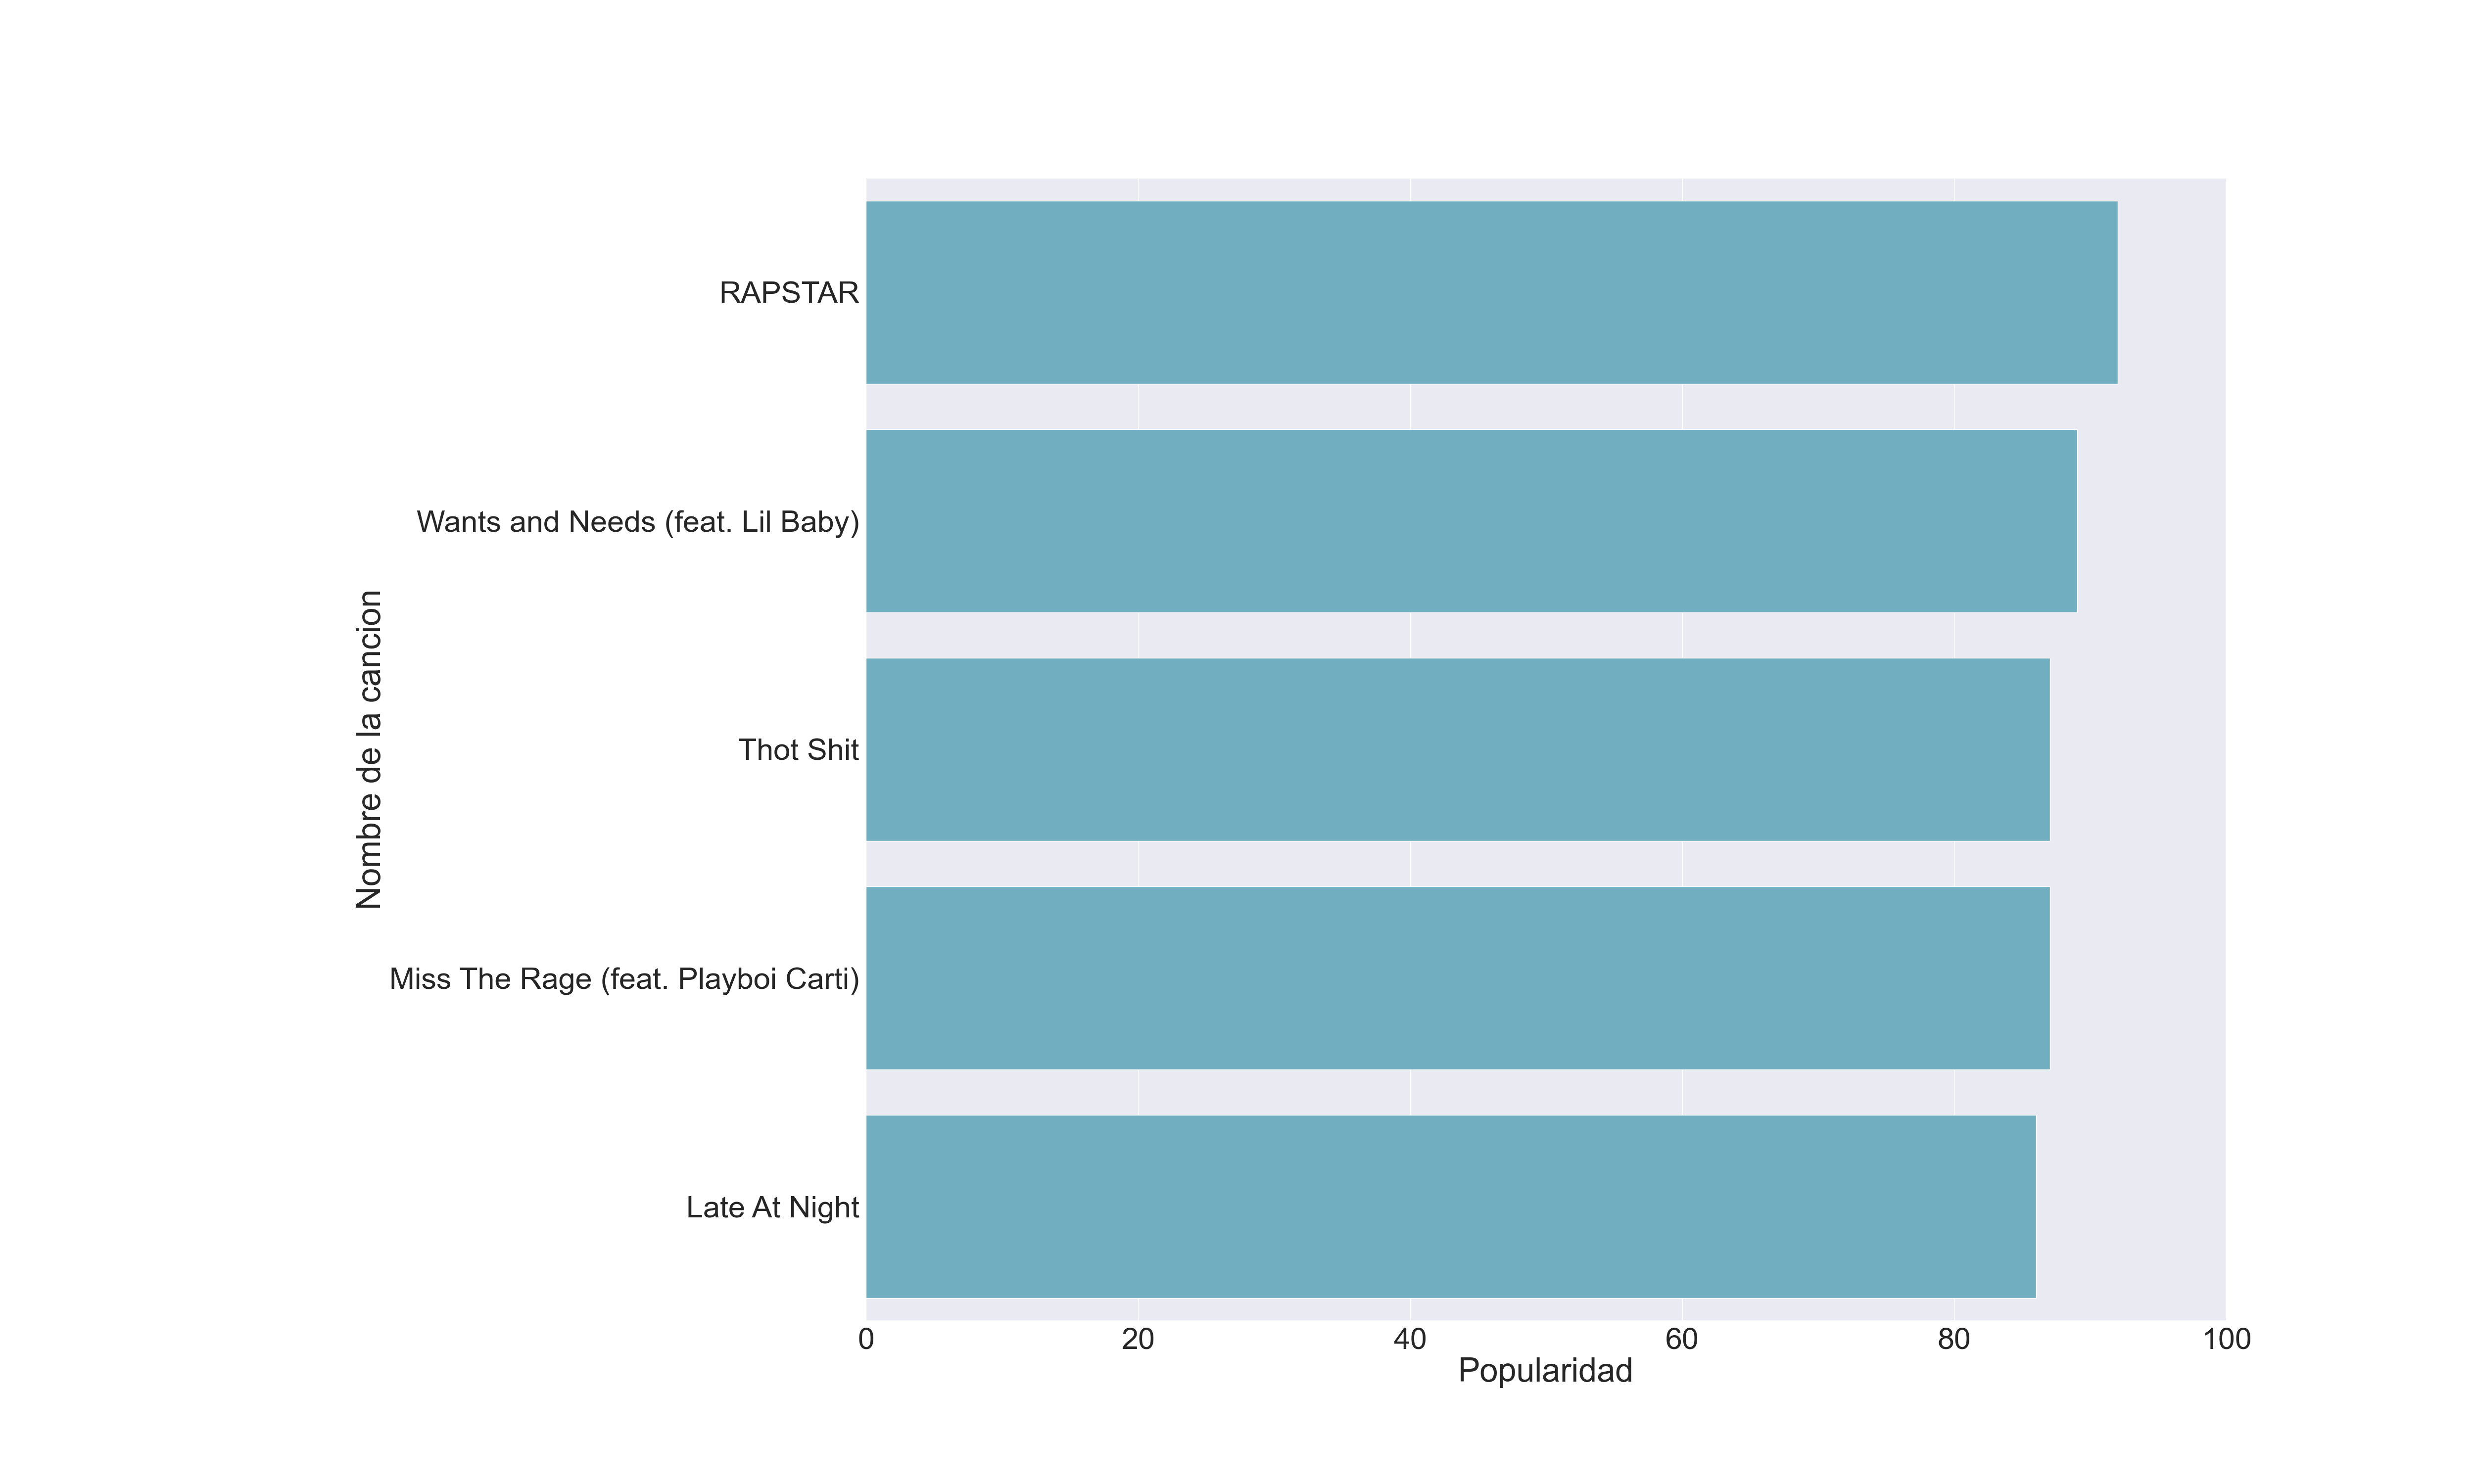 RAPSTAR
Wants and Needs (feat. Lil Baby)
Thot Shit
Miss The Rage (feat. Playboi Carti)
Late At Night
Nombre de la cancion
0 20 40 60 80 100
Popularidad